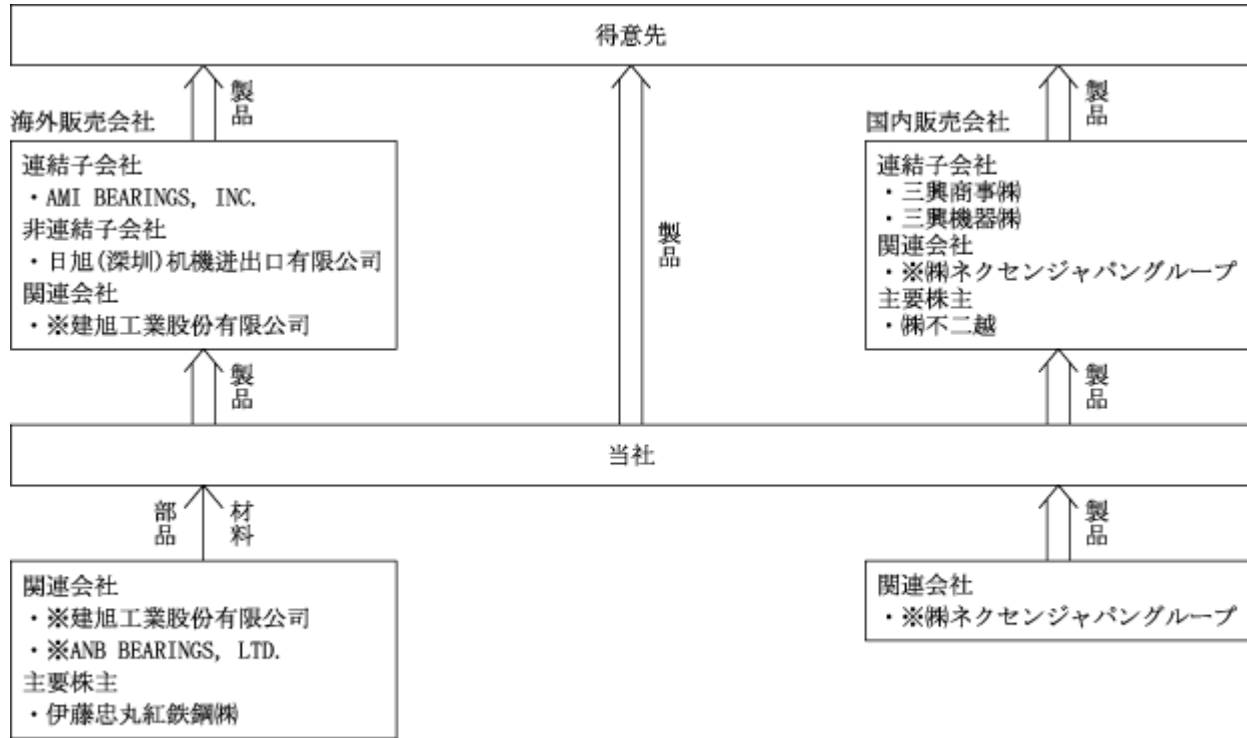 得意先
製品
製品
製品
海外販売会社
連結子会社
・AMI BEARINGS, INC.
非連結子会社
・日旭(深圳)机機迸出口有限公司
関連会社
・※建旭工業股份有限公司
国内販売会社
連結子会社
・三興商事㈱
・三興機器㈱
関連会社
・※㈱ネクセンジャパングループ
主要株主
・㈱不二越
製品
製品
当社
部品
材料
製品
関連会社
・※建旭工業股份有限公司
・※ANB BEARINGS, LTD.
主要株主
・伊藤忠丸紅鉄鋼㈱
関連会社
・※㈱ネクセンジャパングループ